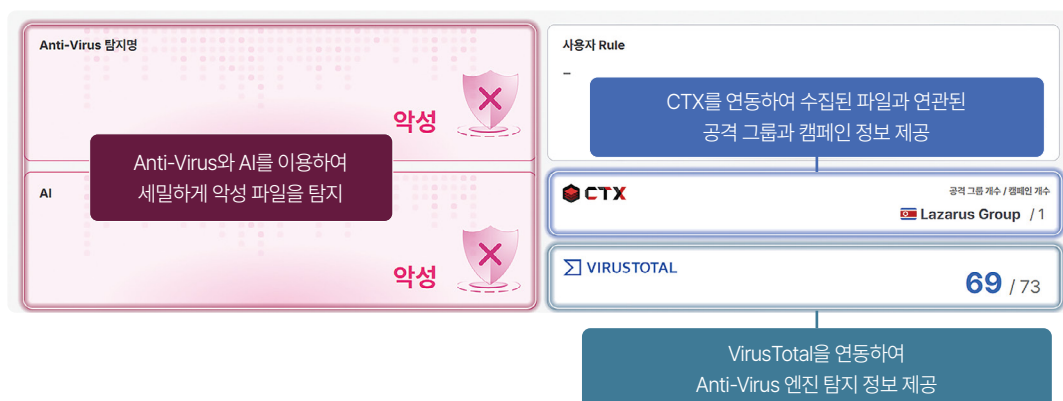 Anti-Virus 탐지명
악성
Anti-Virus와 AI를 이용하여
세밀하게 악성 파일을 탐지
AI
악성
사용자 Rule
–
CTX를 연동하여 수집된 파일과 연관된
공격 그룹과 캠페인 정보 제공
CTX
공격 그룹 개수 / 캠페인 개수
Lazarus Group / 1
VIRUSTOTAL
69 / 73
VirusTotal을 연동하여
Anti-Virus 엔진 탐지 정보 제공